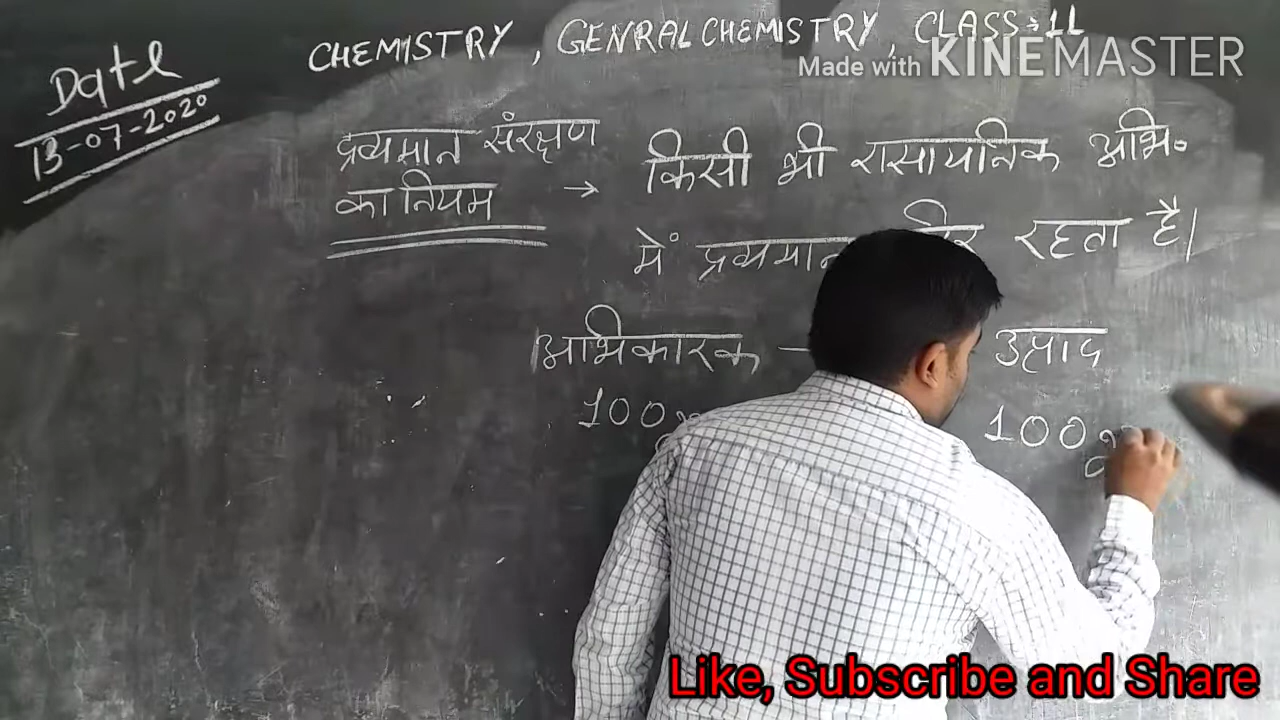 Date
13-07-2020
CHEMISTRY, GENRAL CHEMISTRY, CLASS:-11
Made with KINEMASTER
द्रव्यमान संरक्षण
का नियम → किसी भी रासायनिक अभि॰
में द्रव्यमान रहता है।
अभिकारक — उत्पाद
100 100
Like, Subscribe and Share